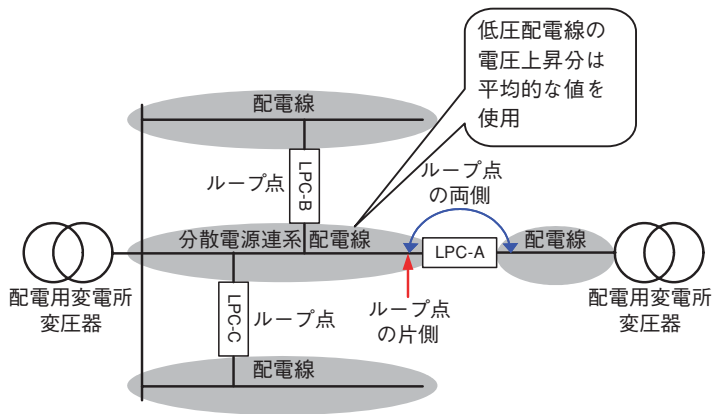 低圧配電線の
電圧上昇分は
平均的な値を
使用
配電線
ループ点
LPC-B
ループ点
の両側
分散電源連系
配電線
LPC-A
配電線
配電用変電所
変圧器
LPC-C
ループ点
ループ点
の片側
配電用変電所
変圧器
配電線